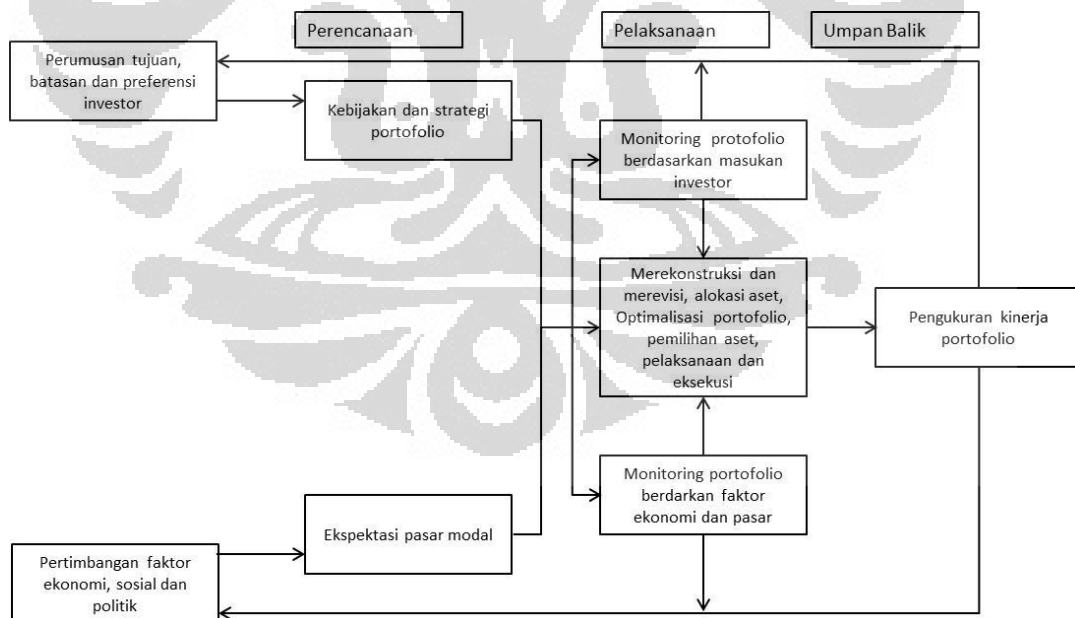 Perencanaan
Pelaksanaan
Umpan Balik
Perumusan tujuan,
batasan dan preferensi
investor
Kebijakan dan strategi
portofolio
Monitoring protofolio
berdasarkan masukan
investor
Merekonstruksi dan
merevisi, alokasi aset,
Optimalisasi portofolio,
pemilihan aset,
pelaksanaan dan
eksekusi
Pengukuran kinerja
portofolio
Monitoring portofolio
berdarkan faktor
ekonomi dan pasar
Ekspektasi pasar modal
Pertimbangan faktor
ekonomi, sosial dan
politik